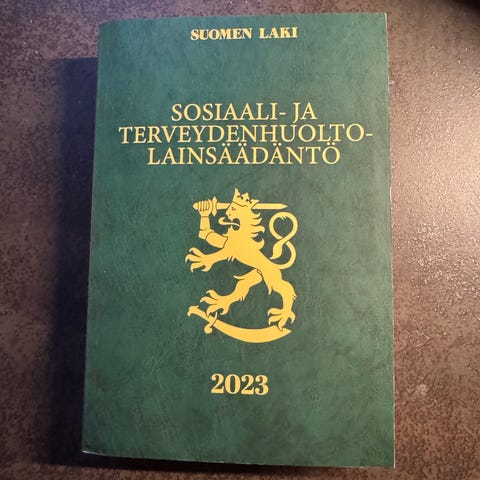 SUOMEN LAKI
SOSIAALI- JA
TERVEYDENHUOLTO-
LAINSÄÄDÄNTÖ
2023